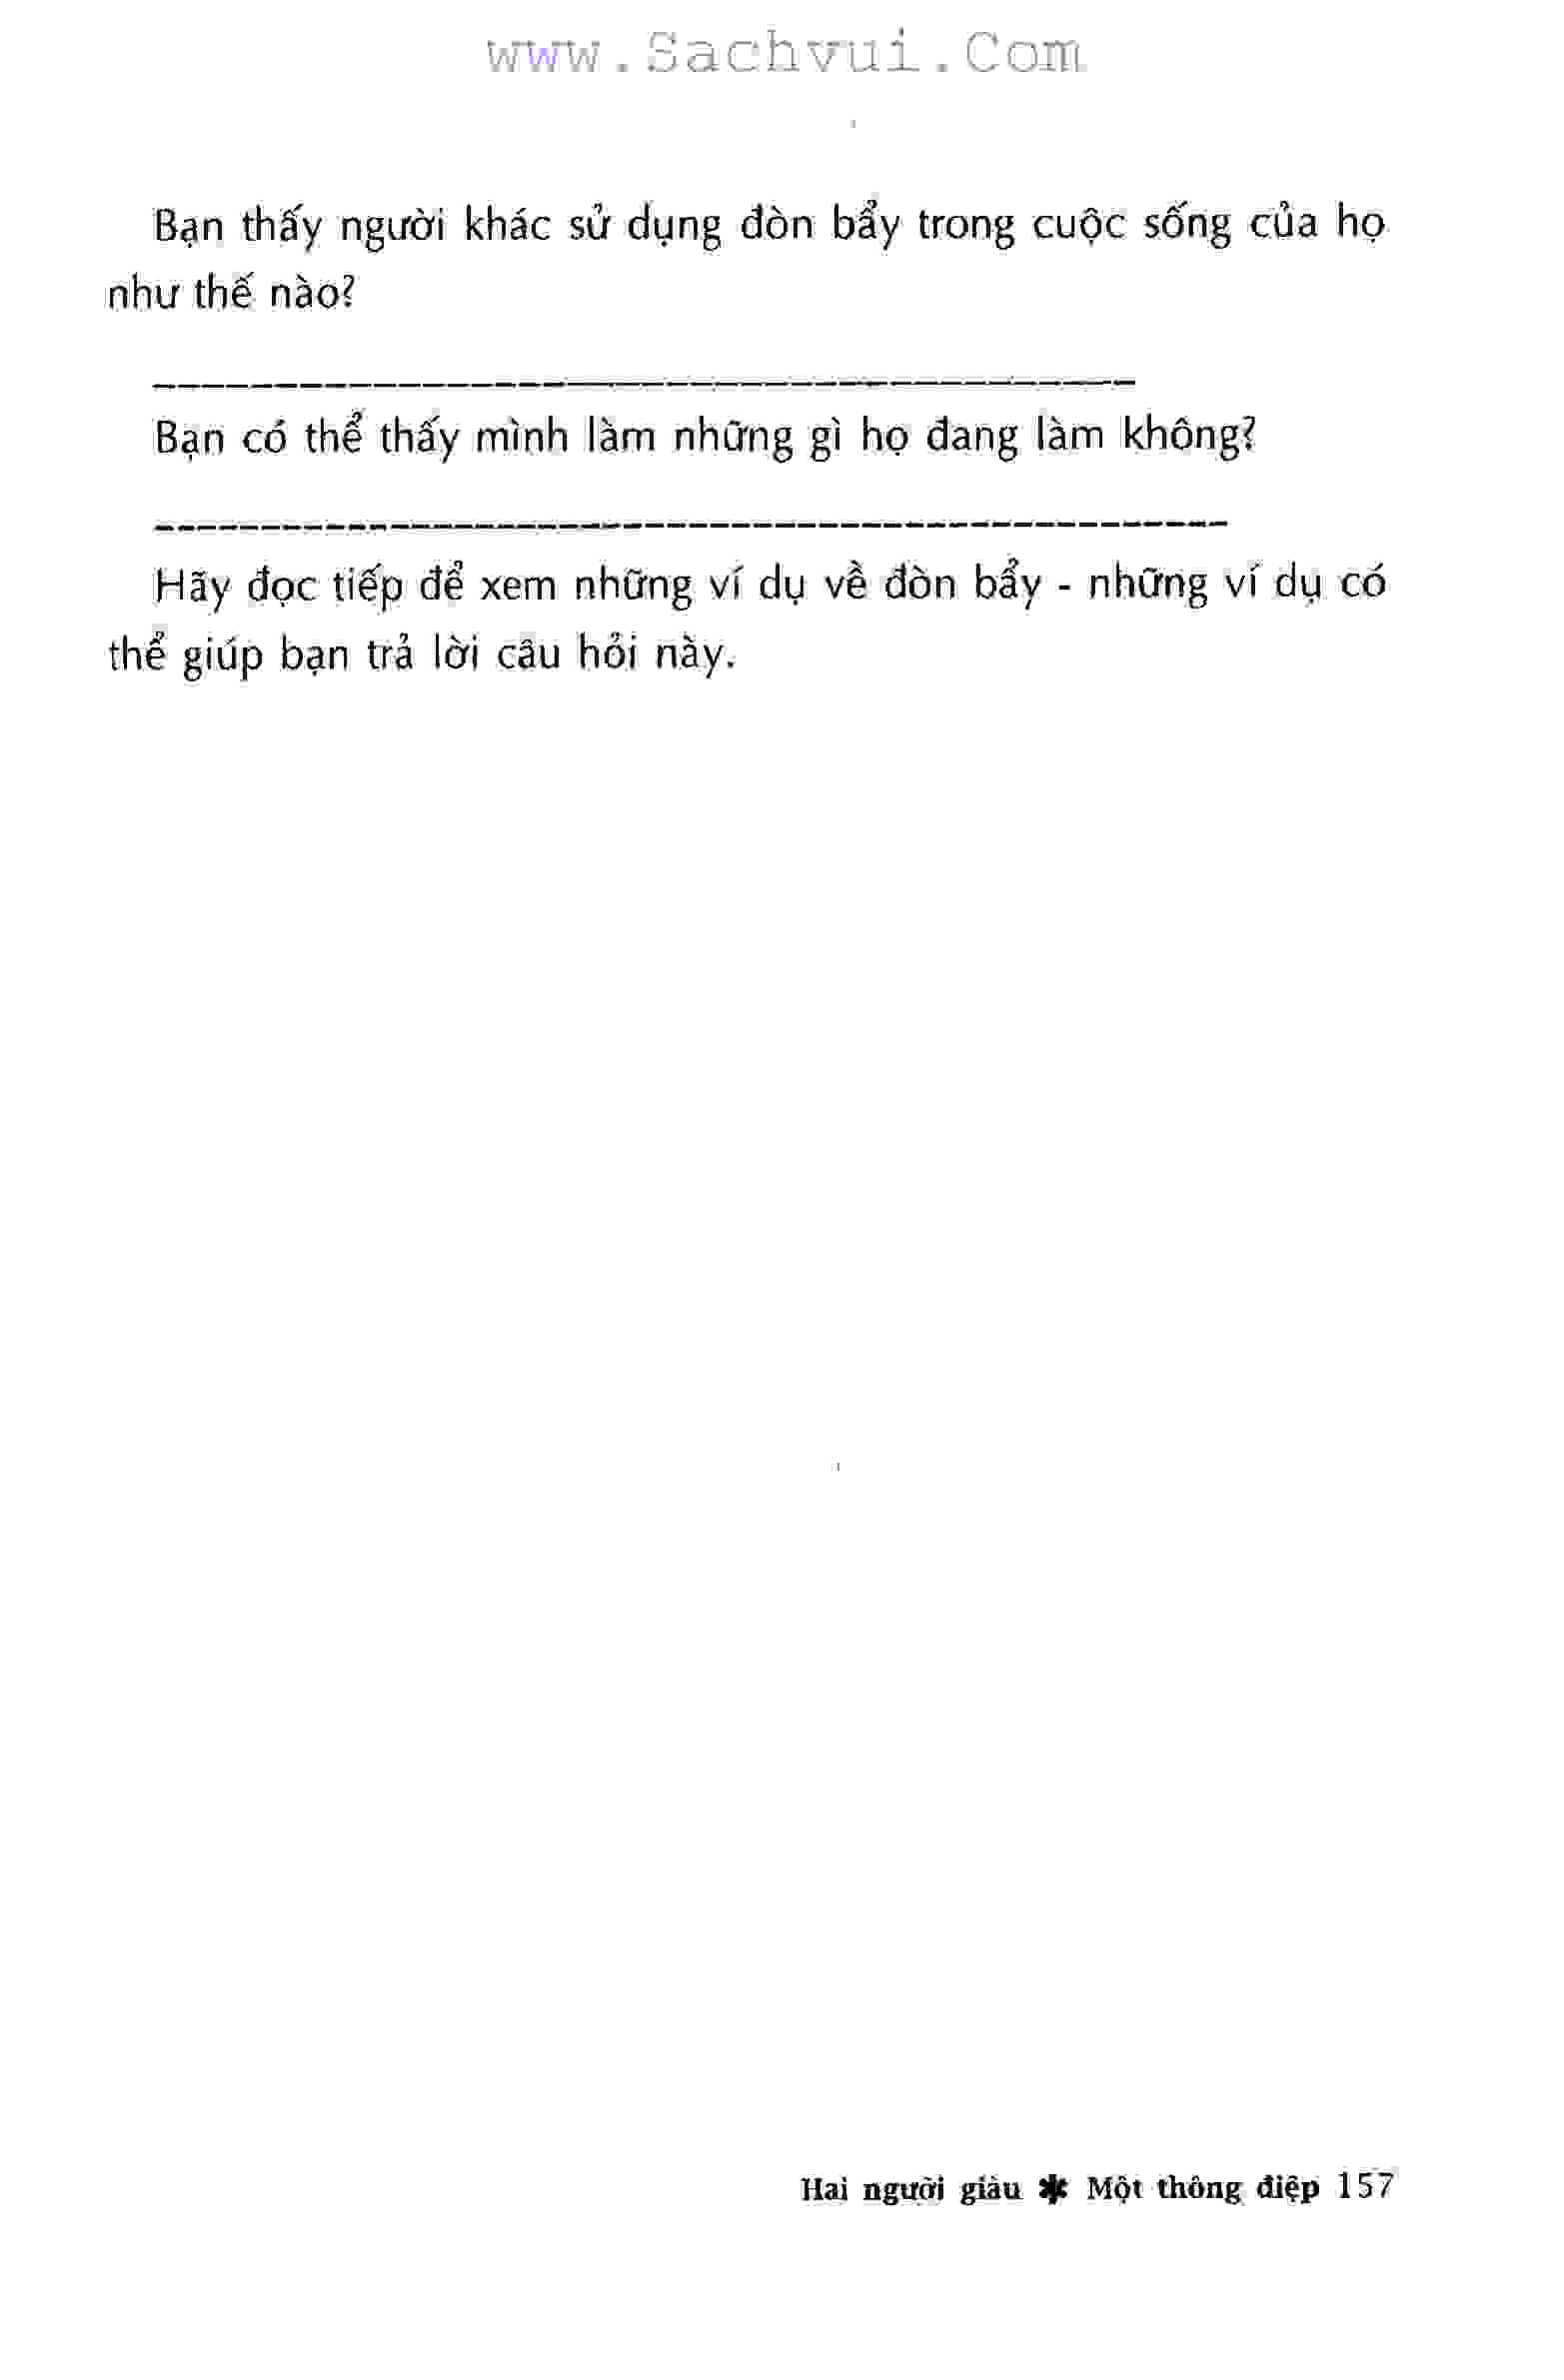 www.Sachvui.Com
Bạn thấy người khác sử dụng đòn bẩy trong cuộc sống của họ
như thế nào?
Bạn có thể thấy mình làm những gì họ đang làm không?
Hãy đọc tiếp để xem những ví dụ về đòn bẩy - những ví dụ có
thể giúp bạn trả lời câu hỏi này.
Hai người giàu ✱ Một thông điệp 157